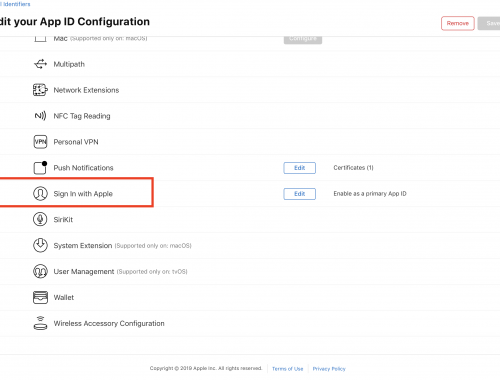 Identifiers
dit your App ID Configuration
Remove
Save
Mac (Supported only on: macOS)
Configure
Multipath
Network Extensions
NFC Tag Reading
VPN Personal VPN
Push Notifications
Edit
Certificates (1)
Sign In with Apple
Edit
Enable as a primary App ID
SiriKit
System Extension (Supported only on: macOS)
User Management (Supported only on: tvOS)
Wallet
Wireless Accessory Configuration
Copyright © 2019 Apple Inc. All rights reserved.
Terms of Use
Privacy Policy